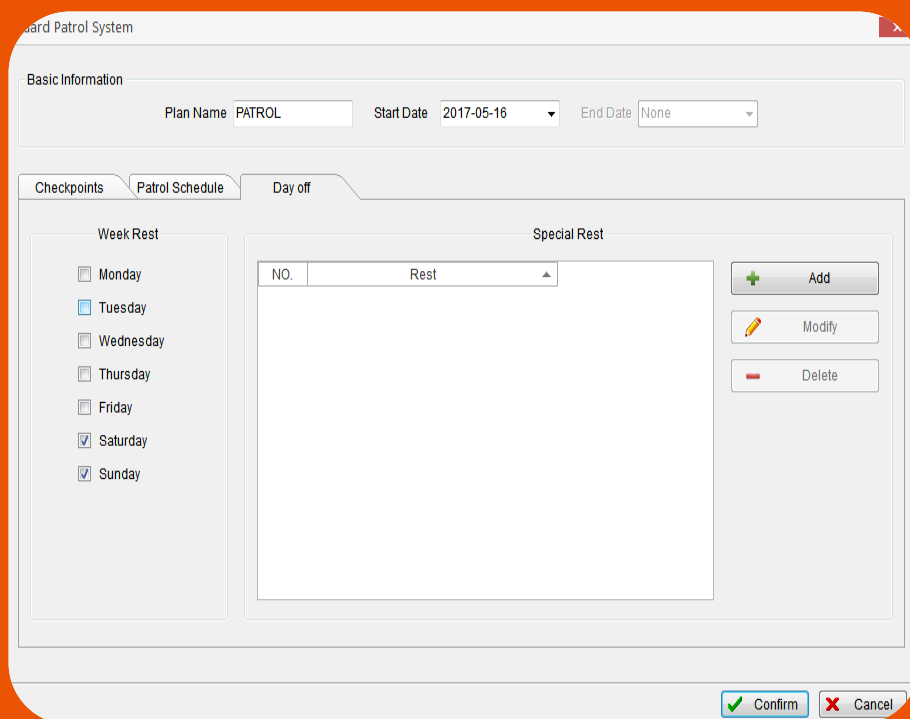 uard Patrol System
Basic Information
Plan Name PATROL Start Date 2017-05-16 End Date None
Checkpoints Patrol Schedule Day off
Week Rest Special Rest
Monday NO. Rest Add
Tuesday
Wednesday Modify
Thursday Delete
Friday
Saturday
Sunday
Confirm Cancel